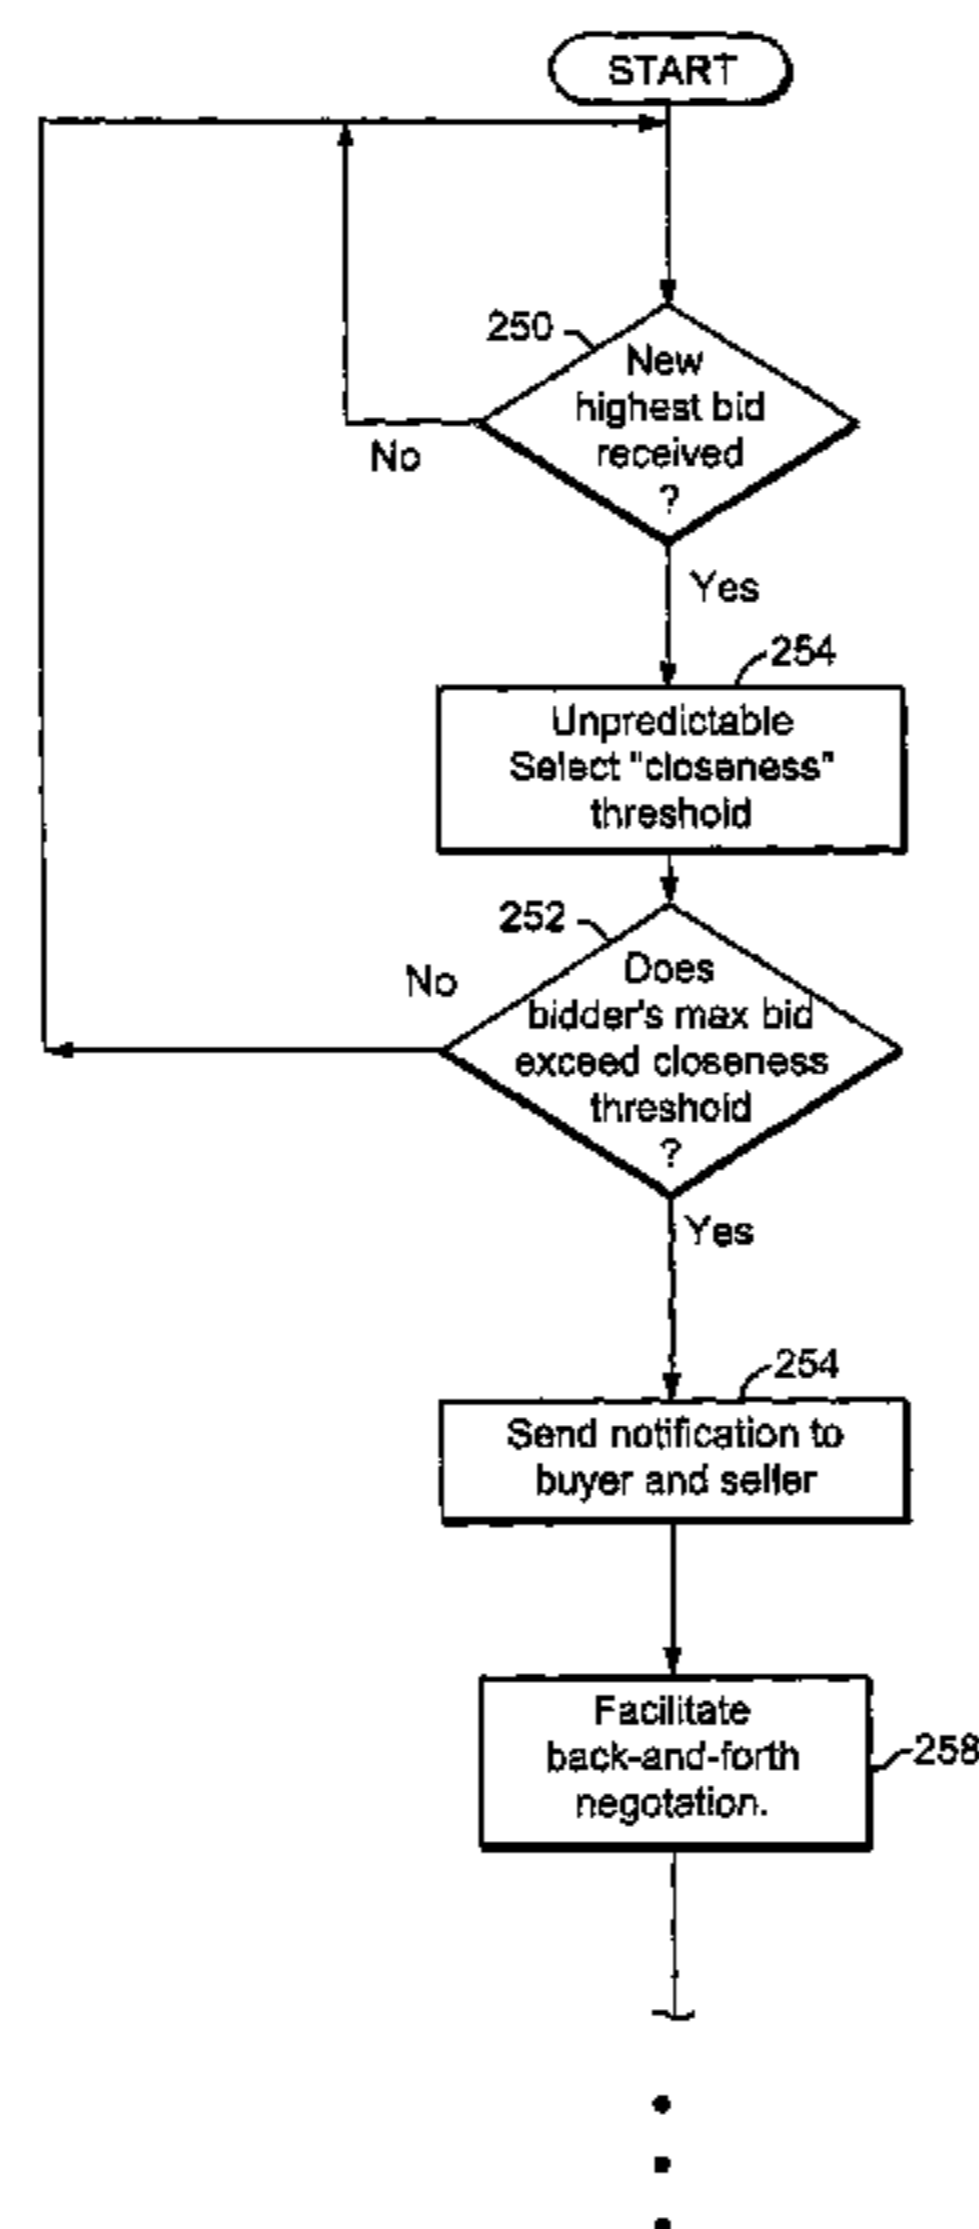 START
250
New
highest bid
received
?
No
Yes
254
Unpredictable
Select "closeness"
threshold
252
No
Does
bidder's max bid
exceed closeness
threshold
?
Yes
254
Send notification to
buyer and seller
Facilitate
back-and-forth
negotation.
258